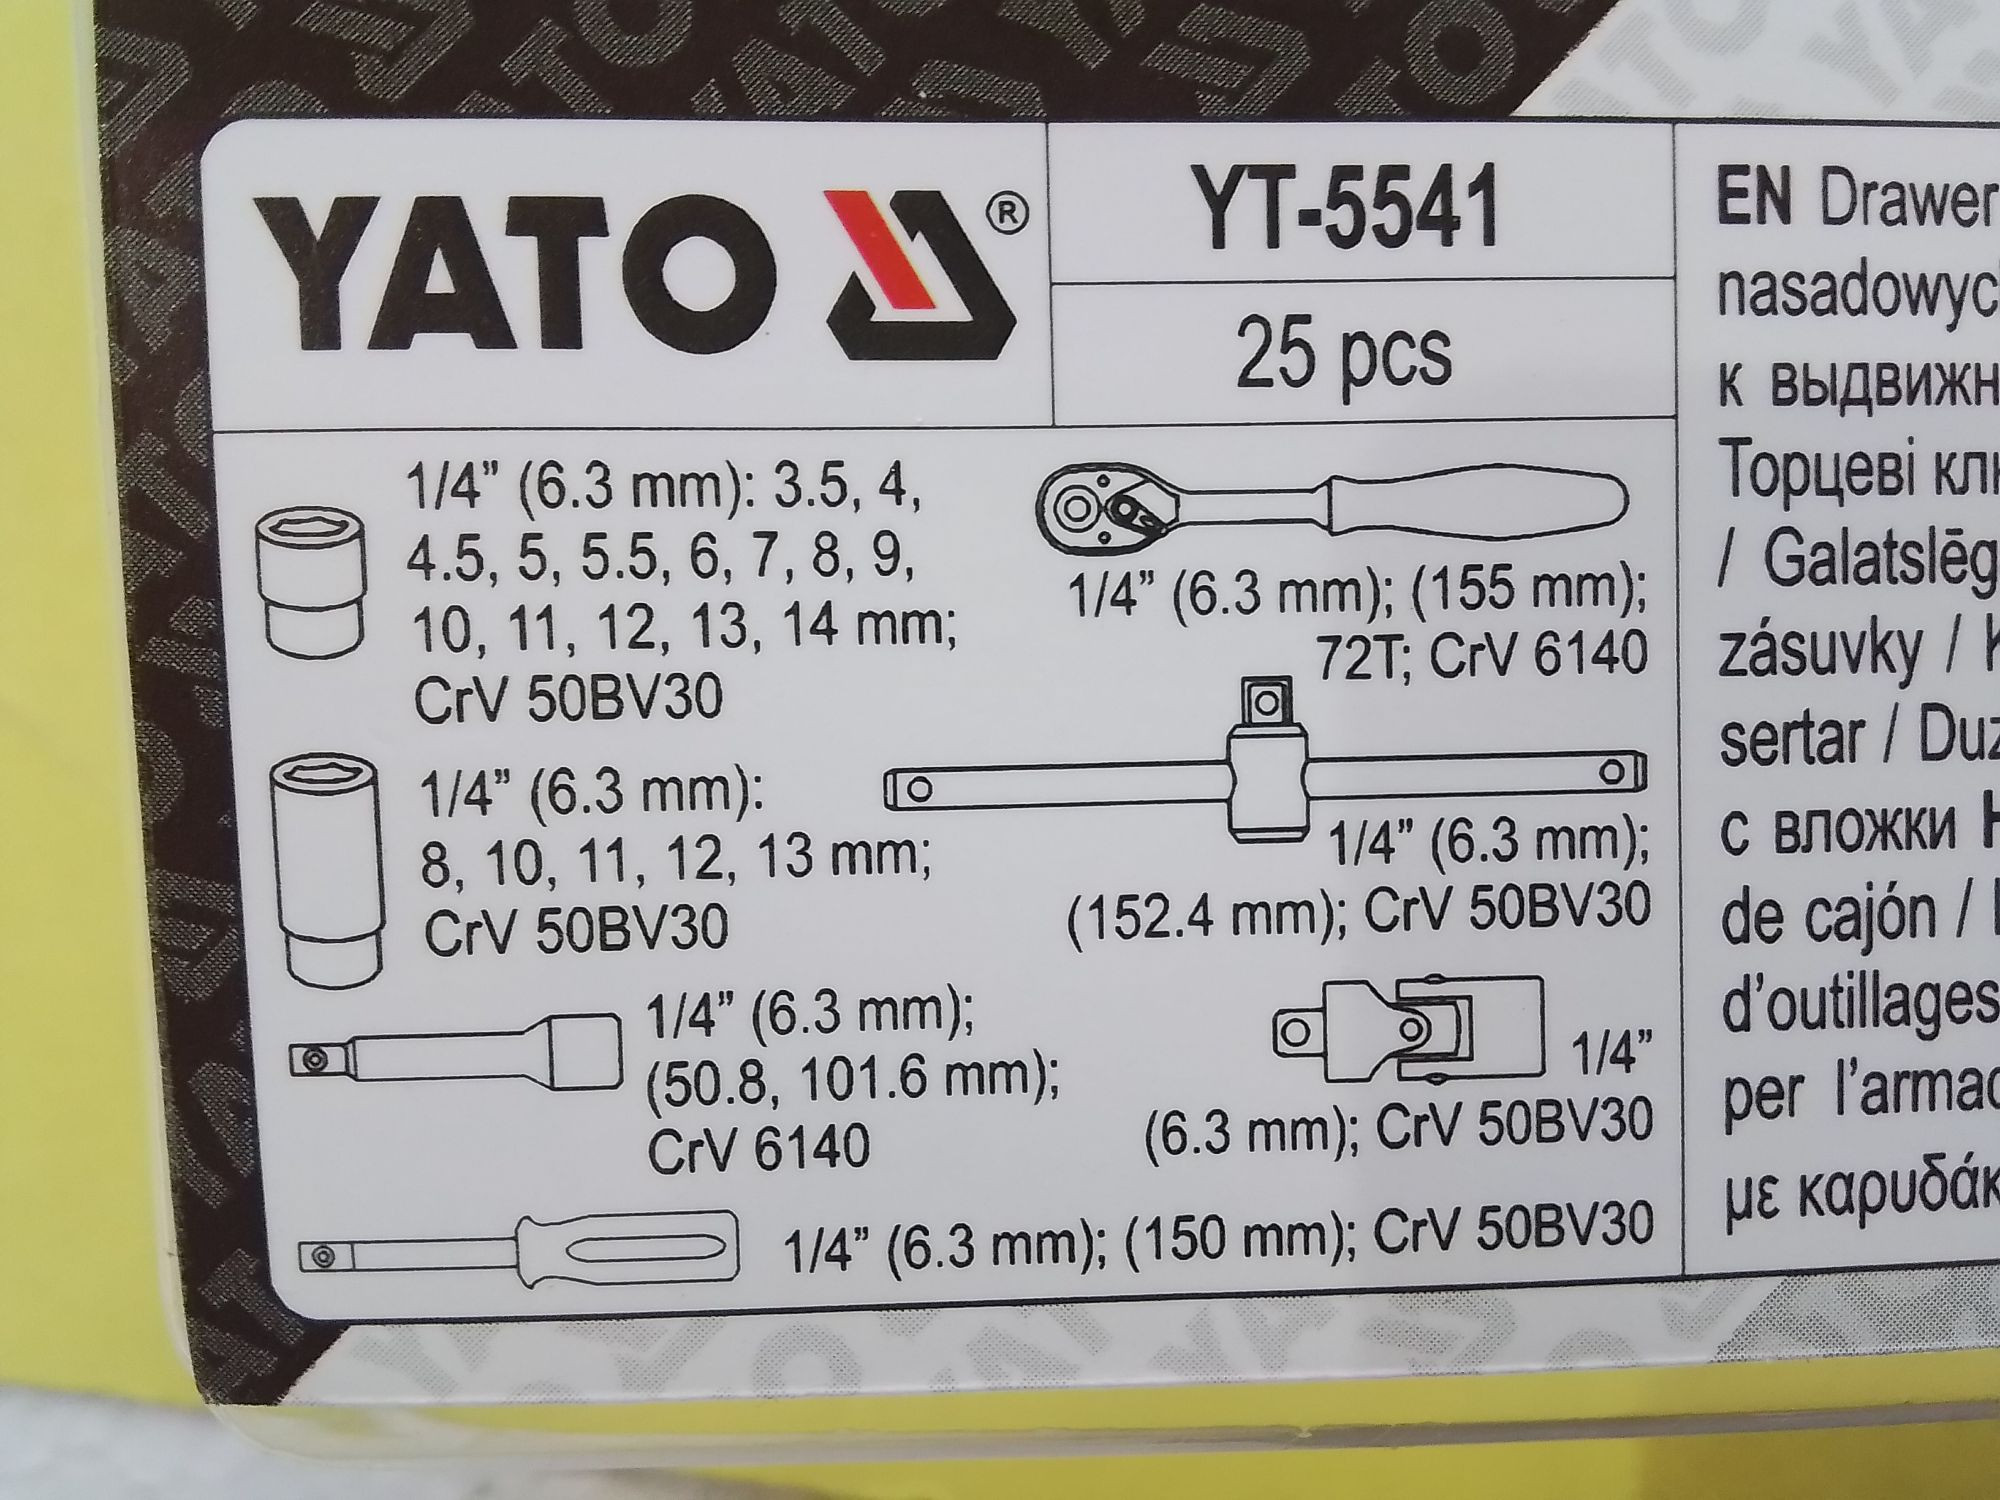 YATO ®
YT-5541
25 pcs
1/4” (6.3 mm): 3.5, 4,
4.5, 5, 5.5, 6, 7, 8, 9,
10, 11, 12, 13, 14 mm;
CrV 50BV30
1/4” (6.3 mm):
8, 10, 11, 12, 13 mm;
CrV 50BV30
1/4” (6.3 mm);
(50.8, 101.6 mm);
CrV 6140
1/4” (6.3 mm); (155 mm);
72T; CrV 6140
1/4” (6.3 mm);
(152.4 mm); CrV 50BV30
1/4”
(6.3 mm); CrV 50BV30
1/4” (6.3 mm); (150 mm); CrV 50BV30
EN Drawer
nasadowyc
к выдвижн
Торцеві кл
/ Galatslēg
zásuvky /
sertar / Duz
с вложки
de cajón /
d’outillages
per l’armad
με καρυδάκ